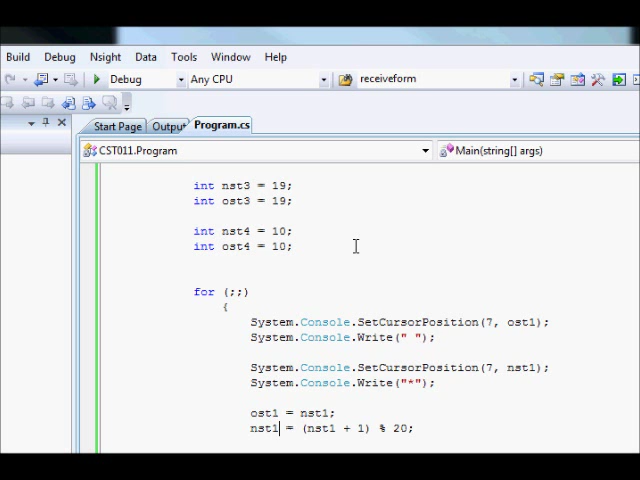 Build Debug Nsight Data Tools Window Help
Debug Any CPU receiveform
Start Page Output Program.cs
CST011.Program Main(string[] args)
int nst3 = 19;
int ost3 = 19;
int nst4 = 10;
int ost4 = 10;
for (;;)
{
System.Console.SetCursorPosition(7, ost1);
System.Console.Write(" ");
System.Console.SetCursorPosition(7, nst1);
System.Console.Write("*");
ost1 = nst1;
nst1 = (nst1 + 1) % 20;